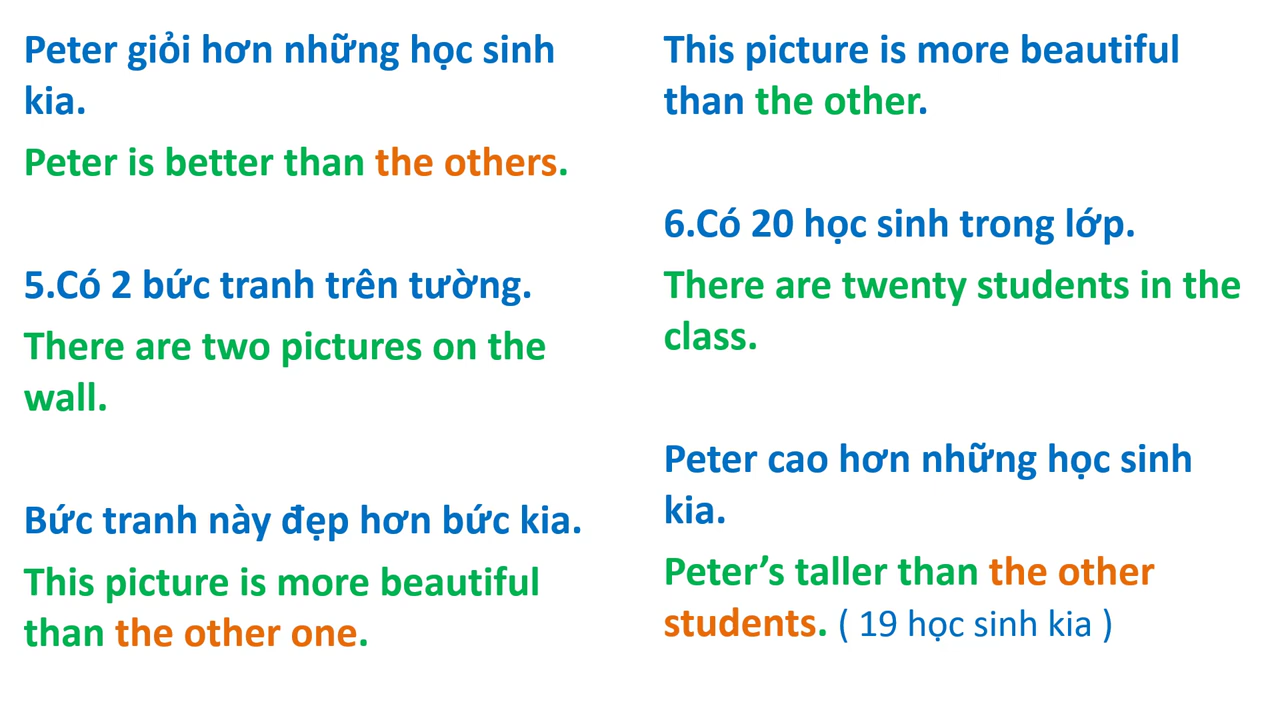 Peter giỏi hơn những học sinh
kia.
Peter is better than the others.
5.Có 2 bức tranh trên tường.
There are two pictures on the
wall.
Bức tranh này đẹp hơn bức kia.
This picture is more beautiful
than the other one.
This picture is more beautiful
than the other.
6.Có 20 học sinh trong lớp.
There are twenty students in the
class.
Peter cao hơn những học sinh
kia.
Peter’s taller than the other
students. ( 19 học sinh kia )